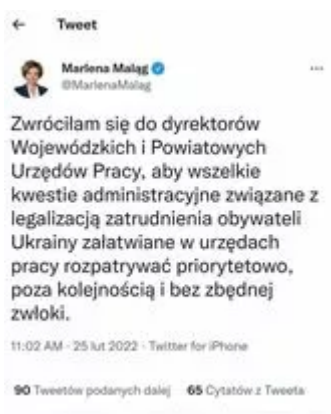 Tweet
Marlena Maląg
@MarlenaMalag
Zwróciłam się do dyrektorów
Wojewódzkich i Powiatowych
Urzędów Pracy, aby wszelkie
kwestie administracyjne związane z
legalizacją zatrudnienia obywateli
Ukrainy załatwiane w urzędach
pracy rozpatrywać priorytetowo,
poza kolejnością i bez zbędnej
zwłoki.
11:02 AM · 25 lut 2022 · Twitter for iPhone
90 Tweetów podanych dalej 65 Cytatów z Tweeta